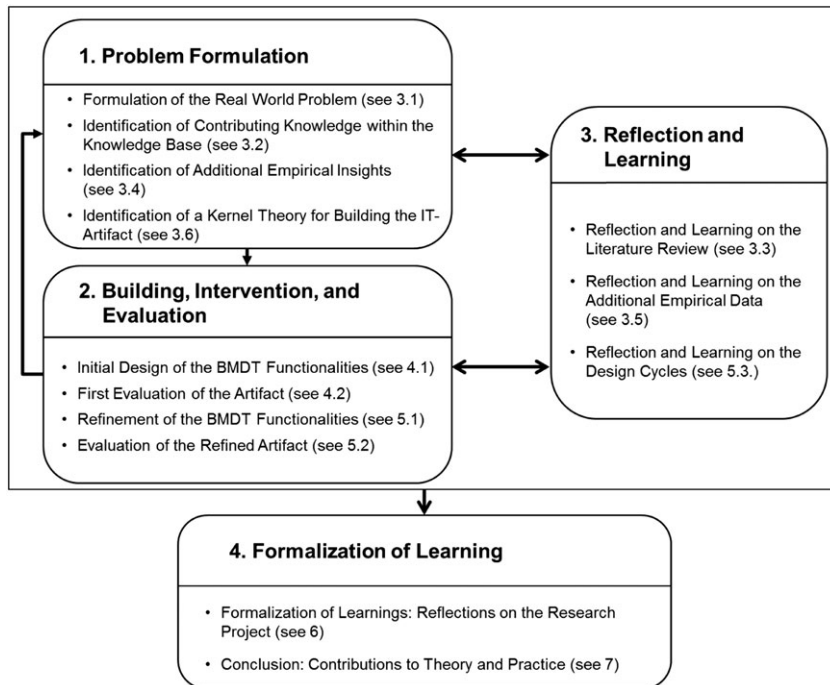 1. Problem Formulation
• Formulation of the Real World Problem (see 3.1)
• Identification of Contributing Knowledge within the
Knowledge Base (see 3.2)
• Identification of Additional Empirical Insights
(see 3.4)
• Identification of a Kernel Theory for Building the IT-
Artifact (see 3.6)
2. Building, Intervention, and
Evaluation
• Initial Design of the BMDT Functionalities (see 4.1)
• First Evaluation of the Artifact (see 4.2)
• Refinement of the BMDT Functionalities (see 5.1)
• Evaluation of the Refined Artifact (see 5.2)
3. Reflection and
Learning
• Reflection and Learning on the
Literature Review (see 3.3)
• Reflection and Learning on the
Additional Empirical Data
(see 3.5)
• Reflection and Learning on the
Design Cycles (see 5.3.)
4. Formalization of Learning
• Formalization of Learnings: Reflections on the Research
Project (see 6)
• Conclusion: Contributions to Theory and Practice (see 7)